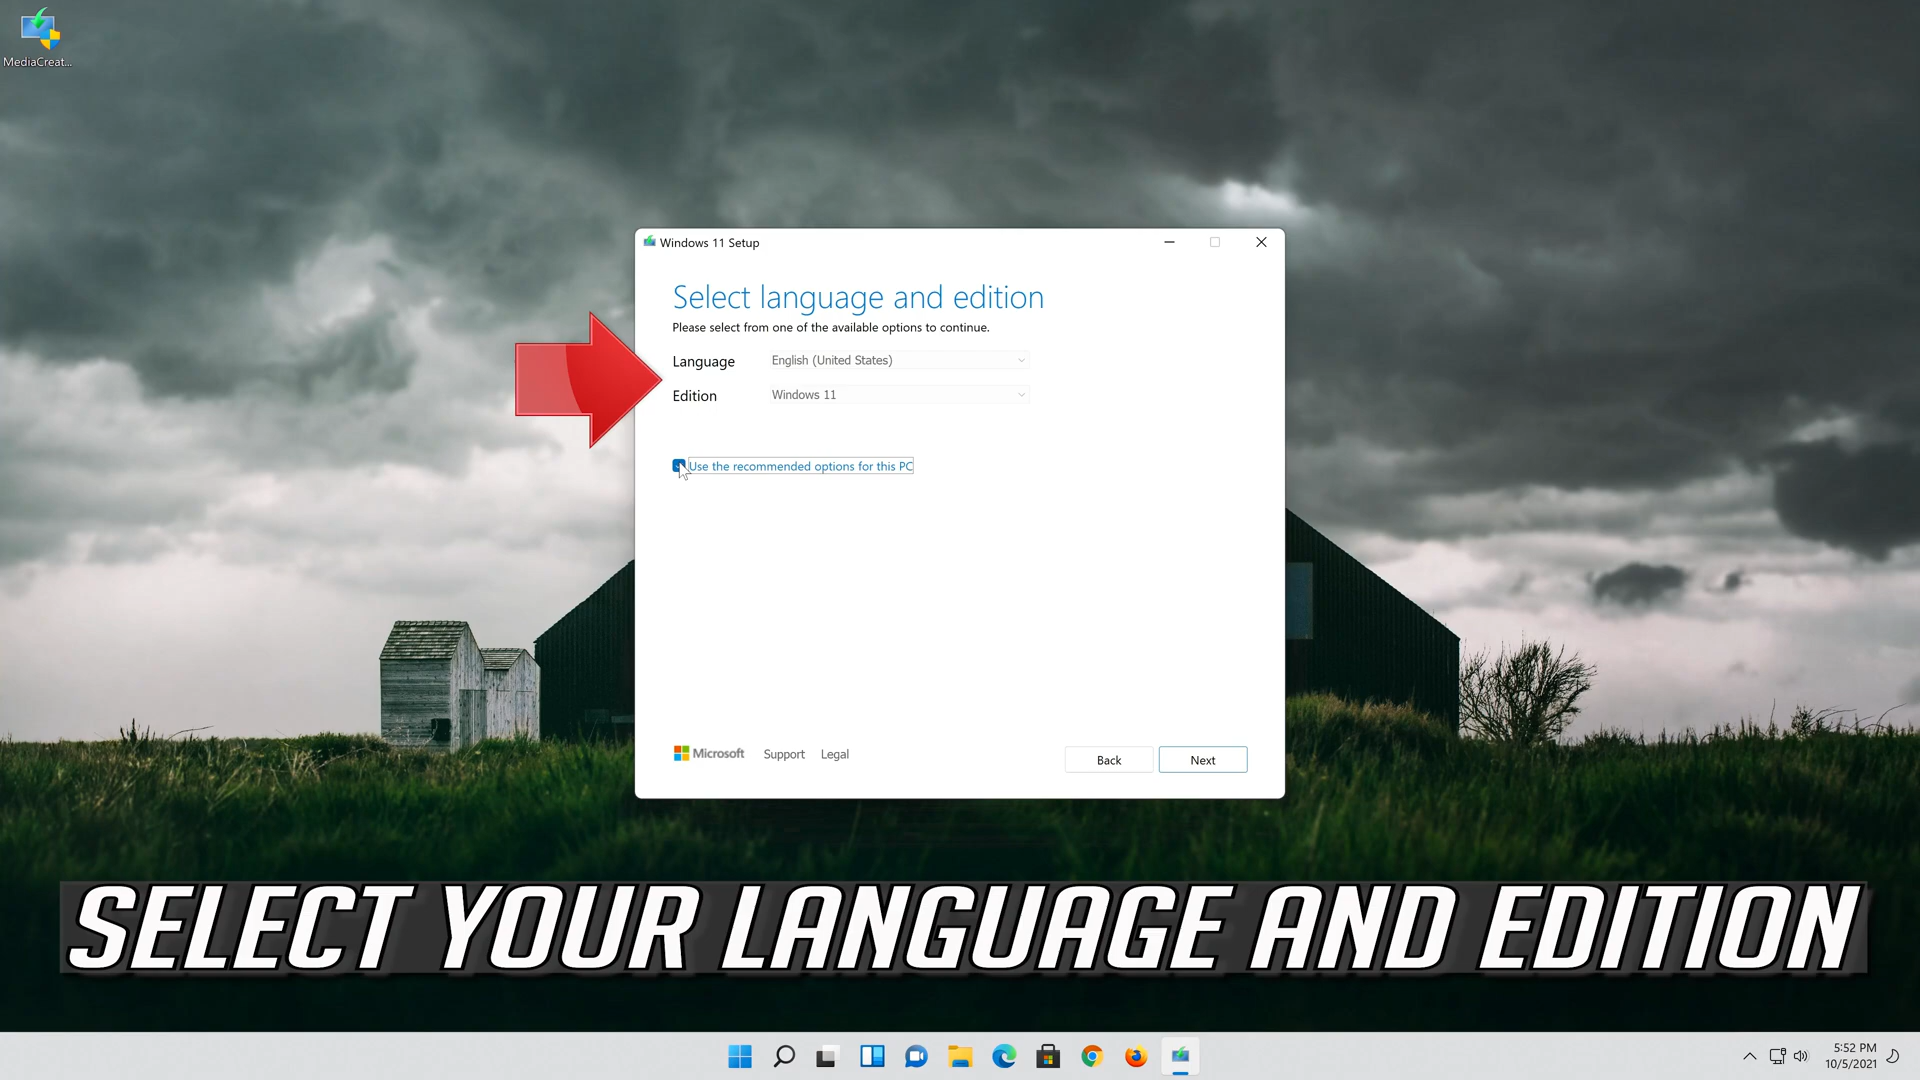 MediaCreat...
Windows 11 Setup
Select language and edition
Please select from one of the available options to continue.
Language English (United States)
Edition Windows 11
Use the recommended options for this PC
Microsoft Support Legal
Back Next
SELECT YOUR LANGUAGE AND EDITION
5:52 PM
10/5/2021